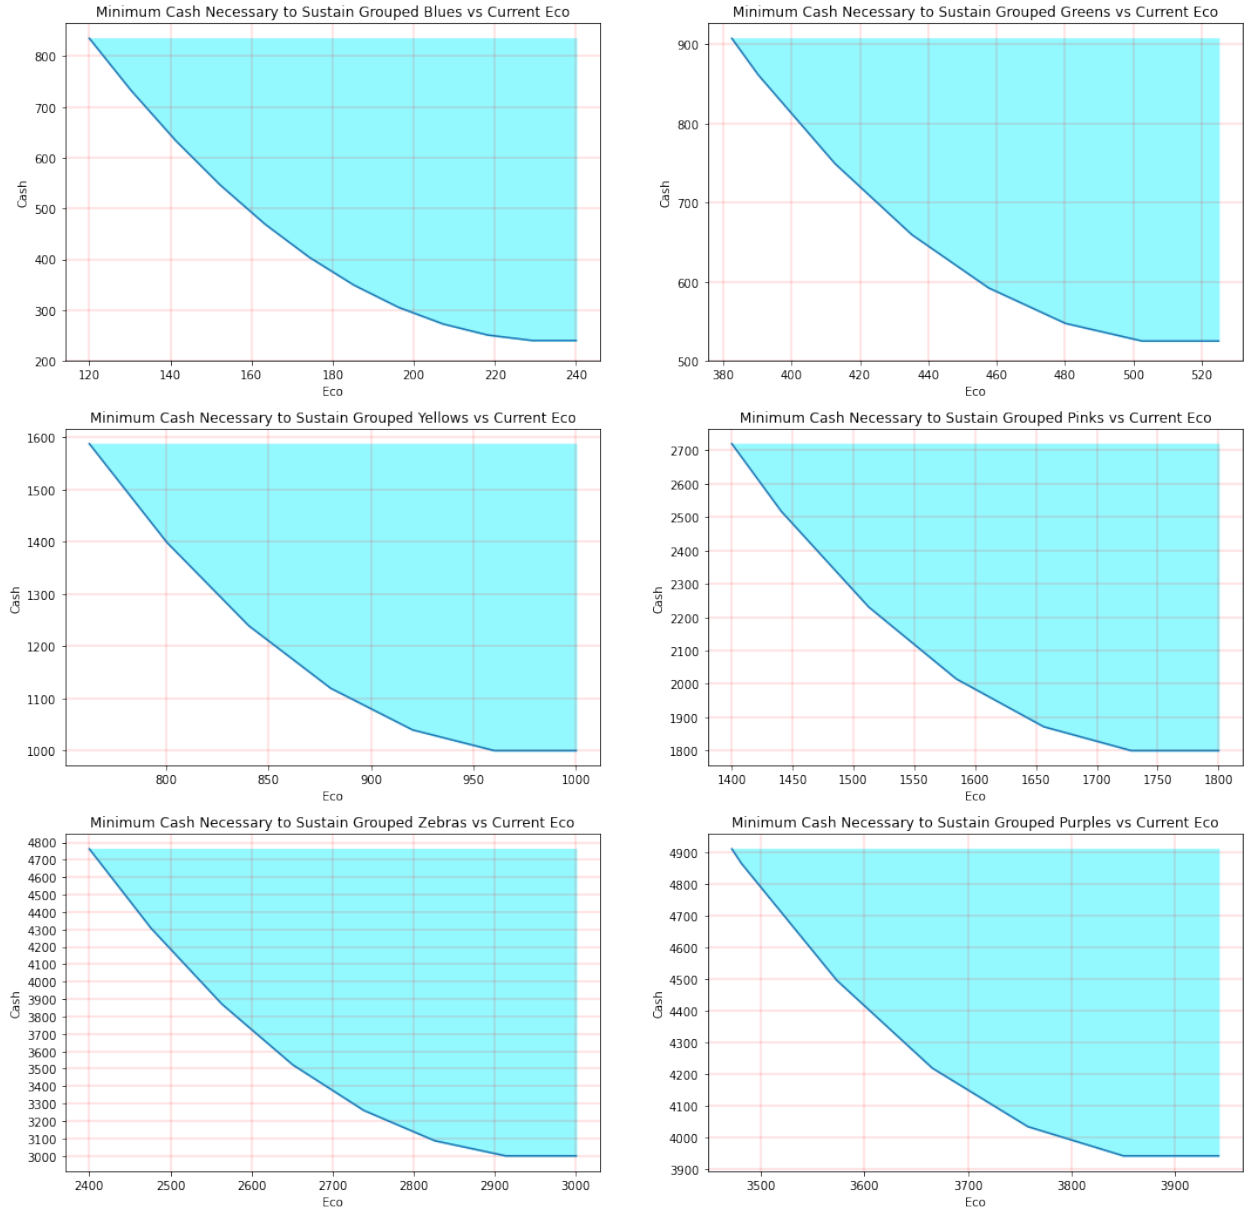 Minimum Cash Necessary to Sustain Grouped Blues vs Current Eco
800
700
600
500
400
300
200
Cash
120 140 160 180 200 220 240
Eco
Minimum Cash Necessary to Sustain Grouped Greens vs Current Eco
900
800
700
600
500
Cash
380 400 420 440 460 480 500 520
Eco
Minimum Cash Necessary to Sustain Grouped Yellows vs Current Eco
1600
1500
1400
1300
1200
1100
1000
Cash
800 850 900 950 1000
Eco
Minimum Cash Necessary to Sustain Grouped Pinks vs Current Eco
2700
2600
2500
2400
2300
2200
2100
2000
1900
1800
Cash
1400 1450 1500 1550 1600 1650 1700 1750 1800
Eco
Minimum Cash Necessary to Sustain Grouped Zebras vs Current Eco
4800
4700
4600
4500
4400
4300
4200
4100
4000
3900
3800
3700
3600
3500
3400
3300
3200
3100
3000
Cash
2400 2500 2600 2700 2800 2900 3000
Eco
Minimum Cash Necessary to Sustain Grouped Purples vs Current Eco
4900
4800
4700
4600
4500
4400
4300
4200
4100
4000
3900
Cash
3500 3600 3700 3800 3900
Eco